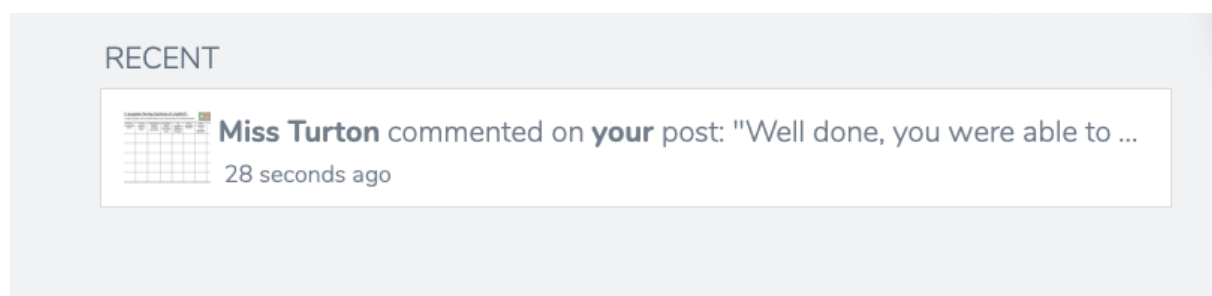 RECENT
Miss Turton commented on your post: "Well done, you were able to ...
28 seconds ago